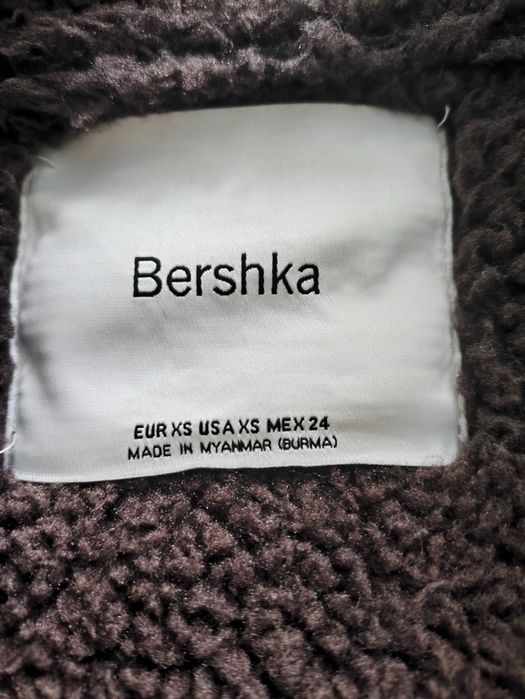 Bershka
EUR XS USA XS MEX 24
MADE IN MYANMAR (BURMA)